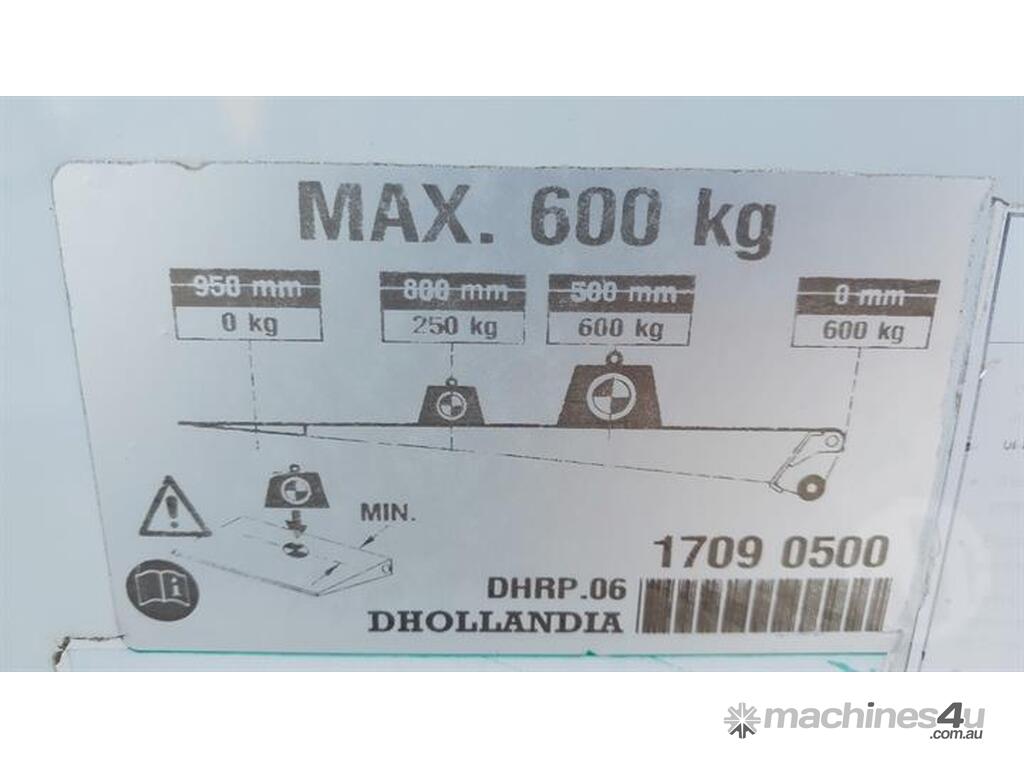 MAX. 600 kg
950 mm 800 mm 500 mm 0 mm
0 kg 250 kg 600 kg 600 kg
MIN.
1709 0500
DHRP.06
DHOLLANDIA
machines4u
.com.au